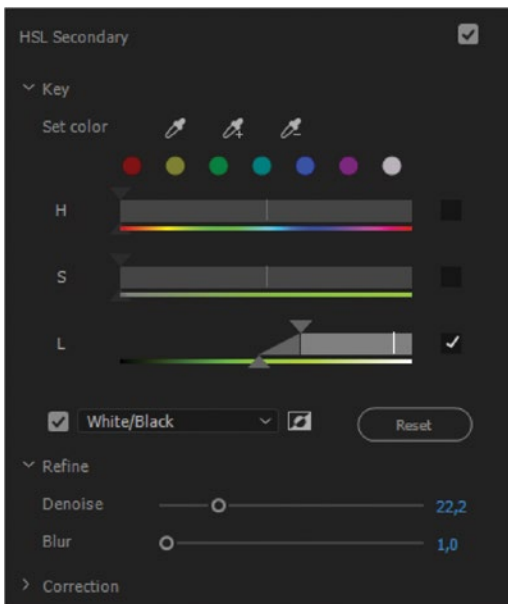 HSL Secondary
Key
Set color
H
S
L
White/Black Reset
Refine
Denoise 22,2
Blur 1,0
Correction